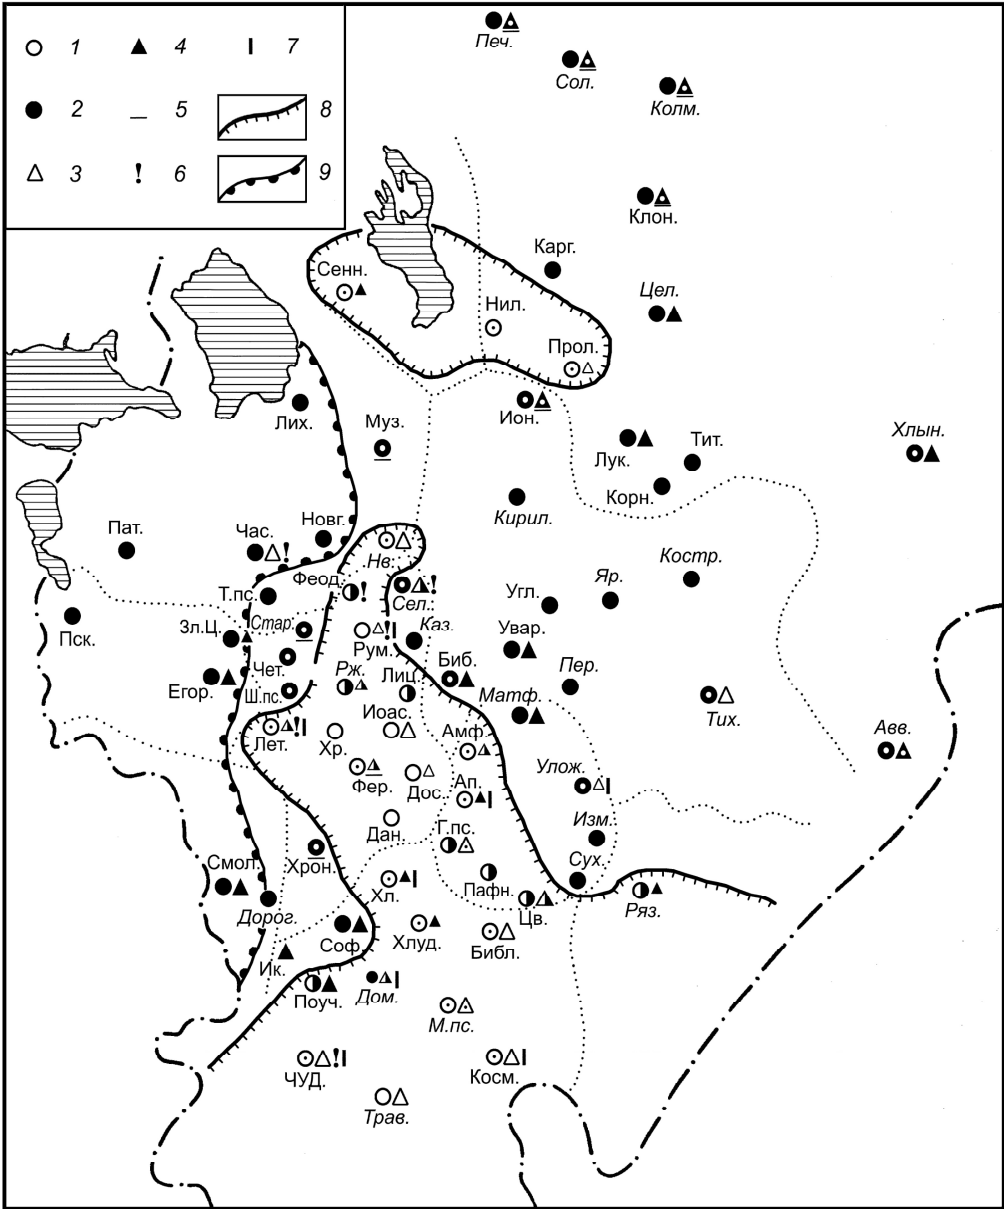 1 4 7
2 5 8
3 6 9
Печ.
Сол.
Колм.
Клон.
Карг.
Сенн.
Цел.
Нил.
Прол.
Ион.
Лих.
Муз.
Хлын.
Лук.
Тит.
Корн.
Кирил.
Пат.
Час.
Новг.
Нв.
Костр.
Феод.
Яр.
Т.пс.
Сел.
Угл.
Пск.
Зл.Ц.
Стар.
Рум.
Каз.
Увар.
Чет.
Рж.
Лиц.
Биб.
Пер.
Егор.
Ш.пс.
Матф.
Тих.
Иоас.
Лет.
Хр.
Амф.
Авв.
Фер.
Дос.
Ап.
Улож.
Дан.
Г.пс.
Изм.
Смол.
Хрон.
Сух.
Хл.
Пафн.
Дорог.
Цв.
Ряз.
Соф.
Хлуд.
Библ.
Ик.
Поуч.
Дом.
М.пс.
ЧУД.
Косм.
Трав.